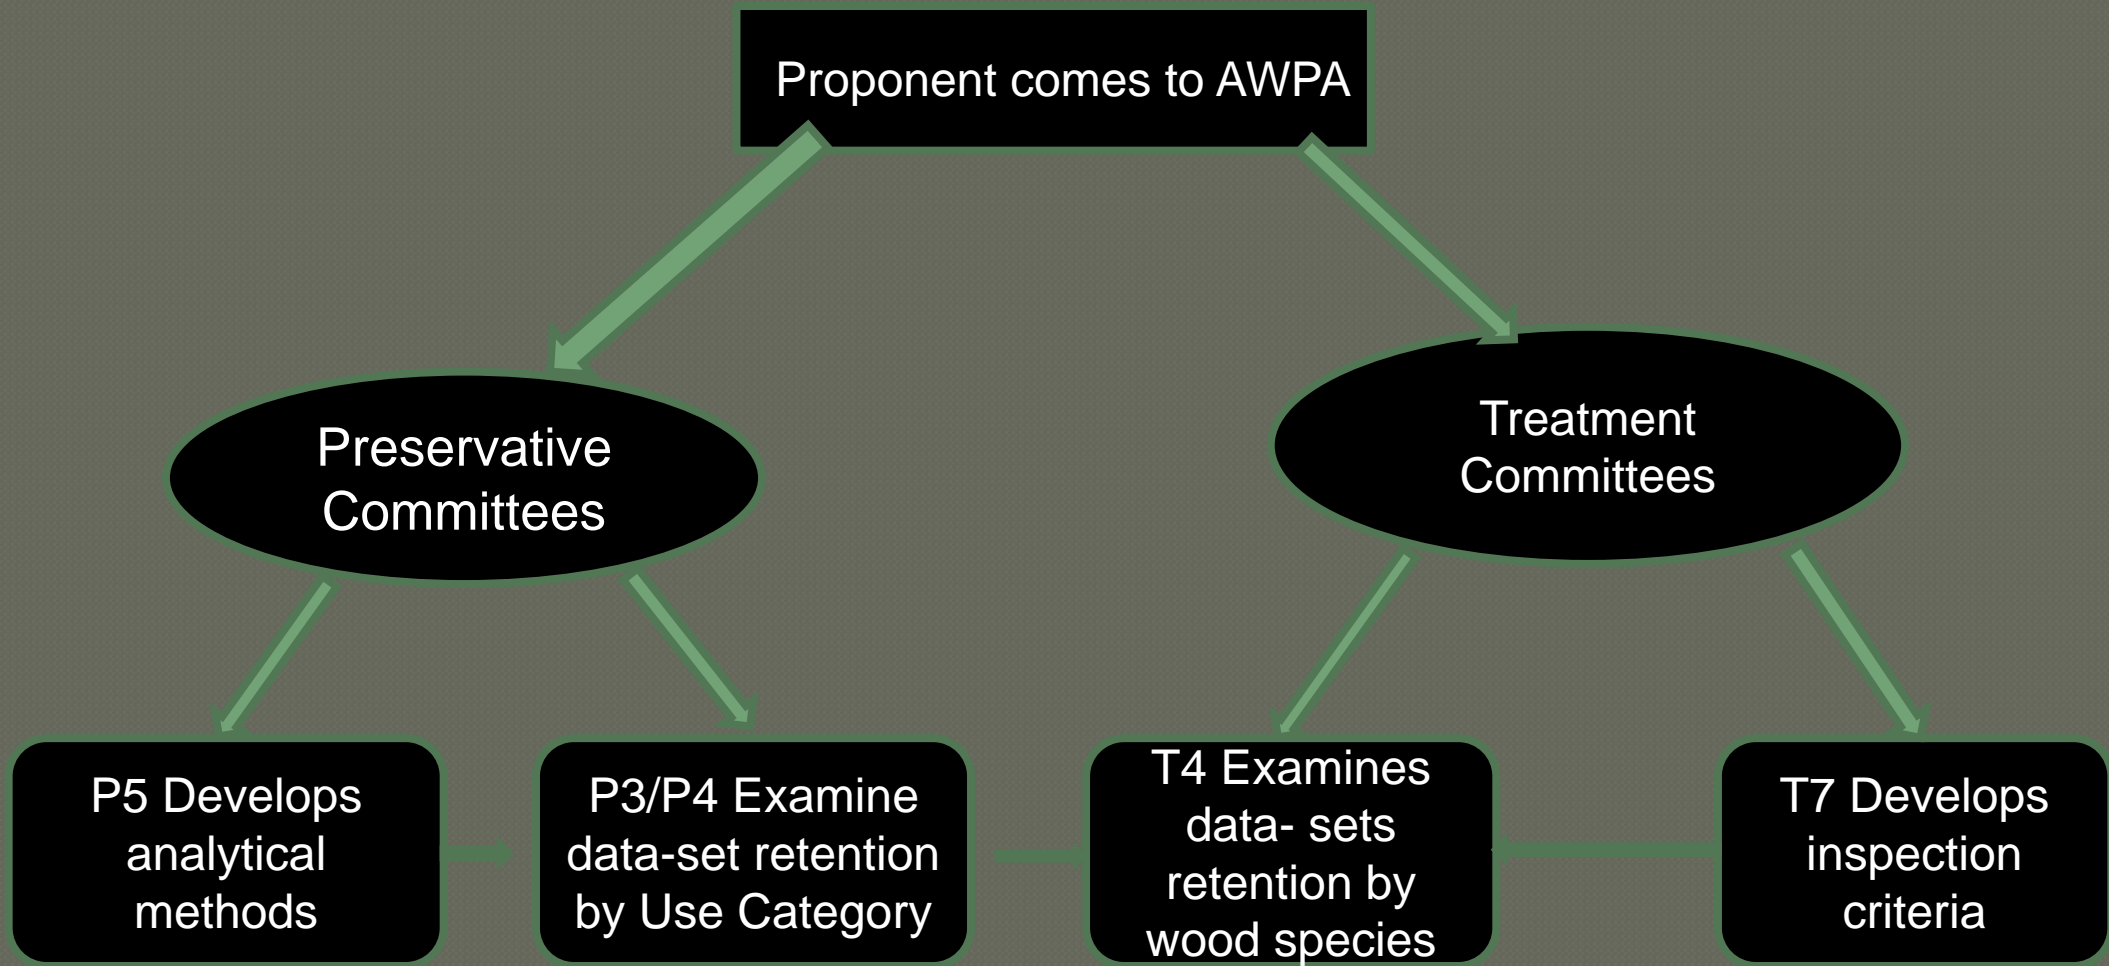 Proponent comes to AWPA
Preservative
Committees
Treatment
Committees
P5 Develops
analytical
methods
P3/P4 Examine
data-set retention
by Use Category
T4 Examines
data- sets
retention by
wood species
T7 Develops
inspection
criteria